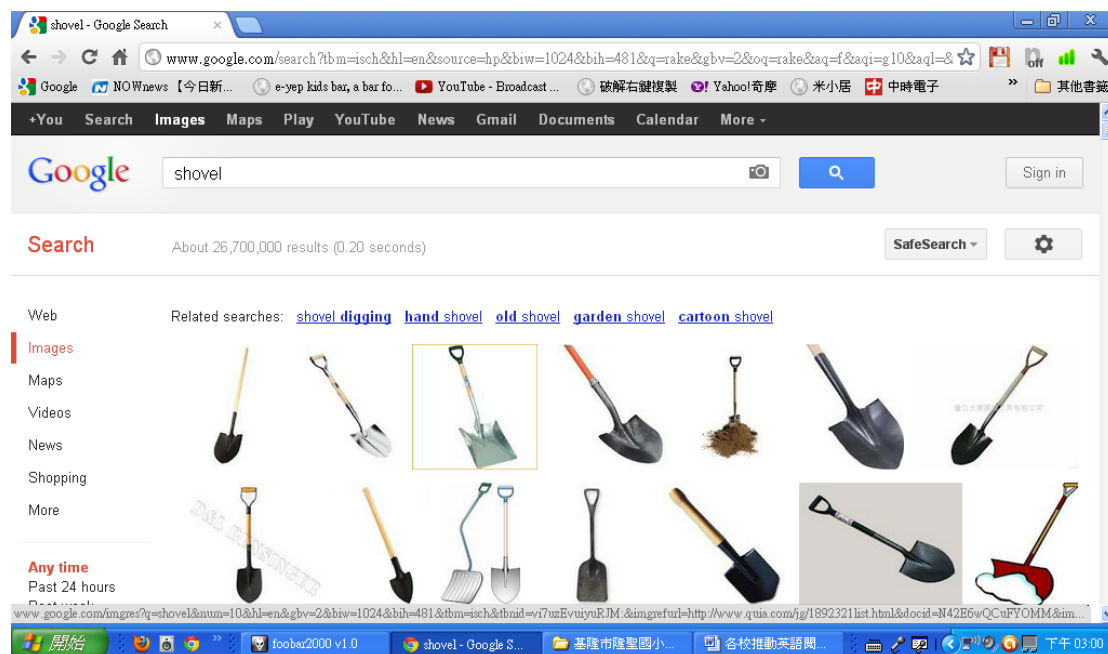 shovel - Google Search
www.google.com/search?tbm=isch&hl=en&source=hp&biw=1024&bih=481&q=rake&gbv=2&oq=rake&aq=f&aqi=g10&aql=&
Off
Google NOWnews【今日新... e-yep kids bar, a bar fo... YouTube - Broadcast ... 破解右鍵複製 Yahoo!奇摩 米小居 中時電子 » 其他書籤
+You Search Images Maps Play YouTube News Gmail Documents Calendar More
Google shovel Sign in
Search About 26,700,000 results (0.20 seconds) SafeSearch
Web Related searches: shovel digging hand shovel old shovel garden shovel cartoon shovel
Images
Maps
Videos
News
Shopping
More
Any time
Past 24 hours
www.google.com/imgres?q=shovel&num=10&hl=en&gbv=2&biw=1024&bih=481&tbm=isch&tbnid=vi7uzEvuiyuRJM:&imgrefurl=http://www.quia.com/jg/1892321list.html&docid=N42E6wQCuFYOMM&im...
開始 » foobar2000 v1.0 shovel - Google S... 基隆市隆聖國小... 各校推動英語閱... 下午 03:00